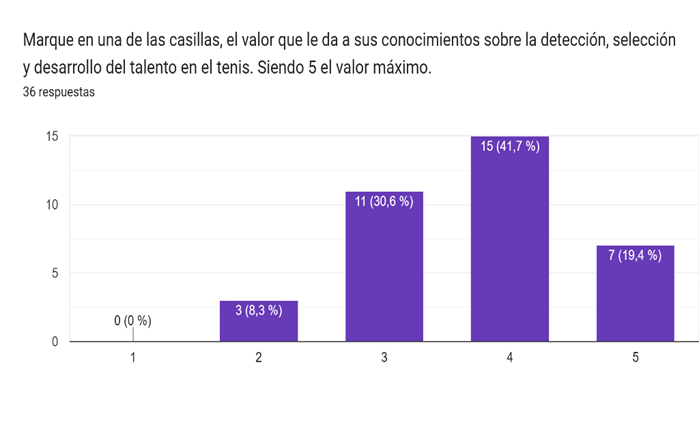 Marque en una de las casillas, el valor que le da a sus conocimientos sobre la detección, selección
y desarrollo del talento en el tenis. Siendo 5 el valor máximo.
36 respuestas
15
10
5
0
0 (0 %)
3 (8,3 %)
11 (30,6 %)
15 (41,7 %)
7 (19,4 %)
1 2 3 4 5